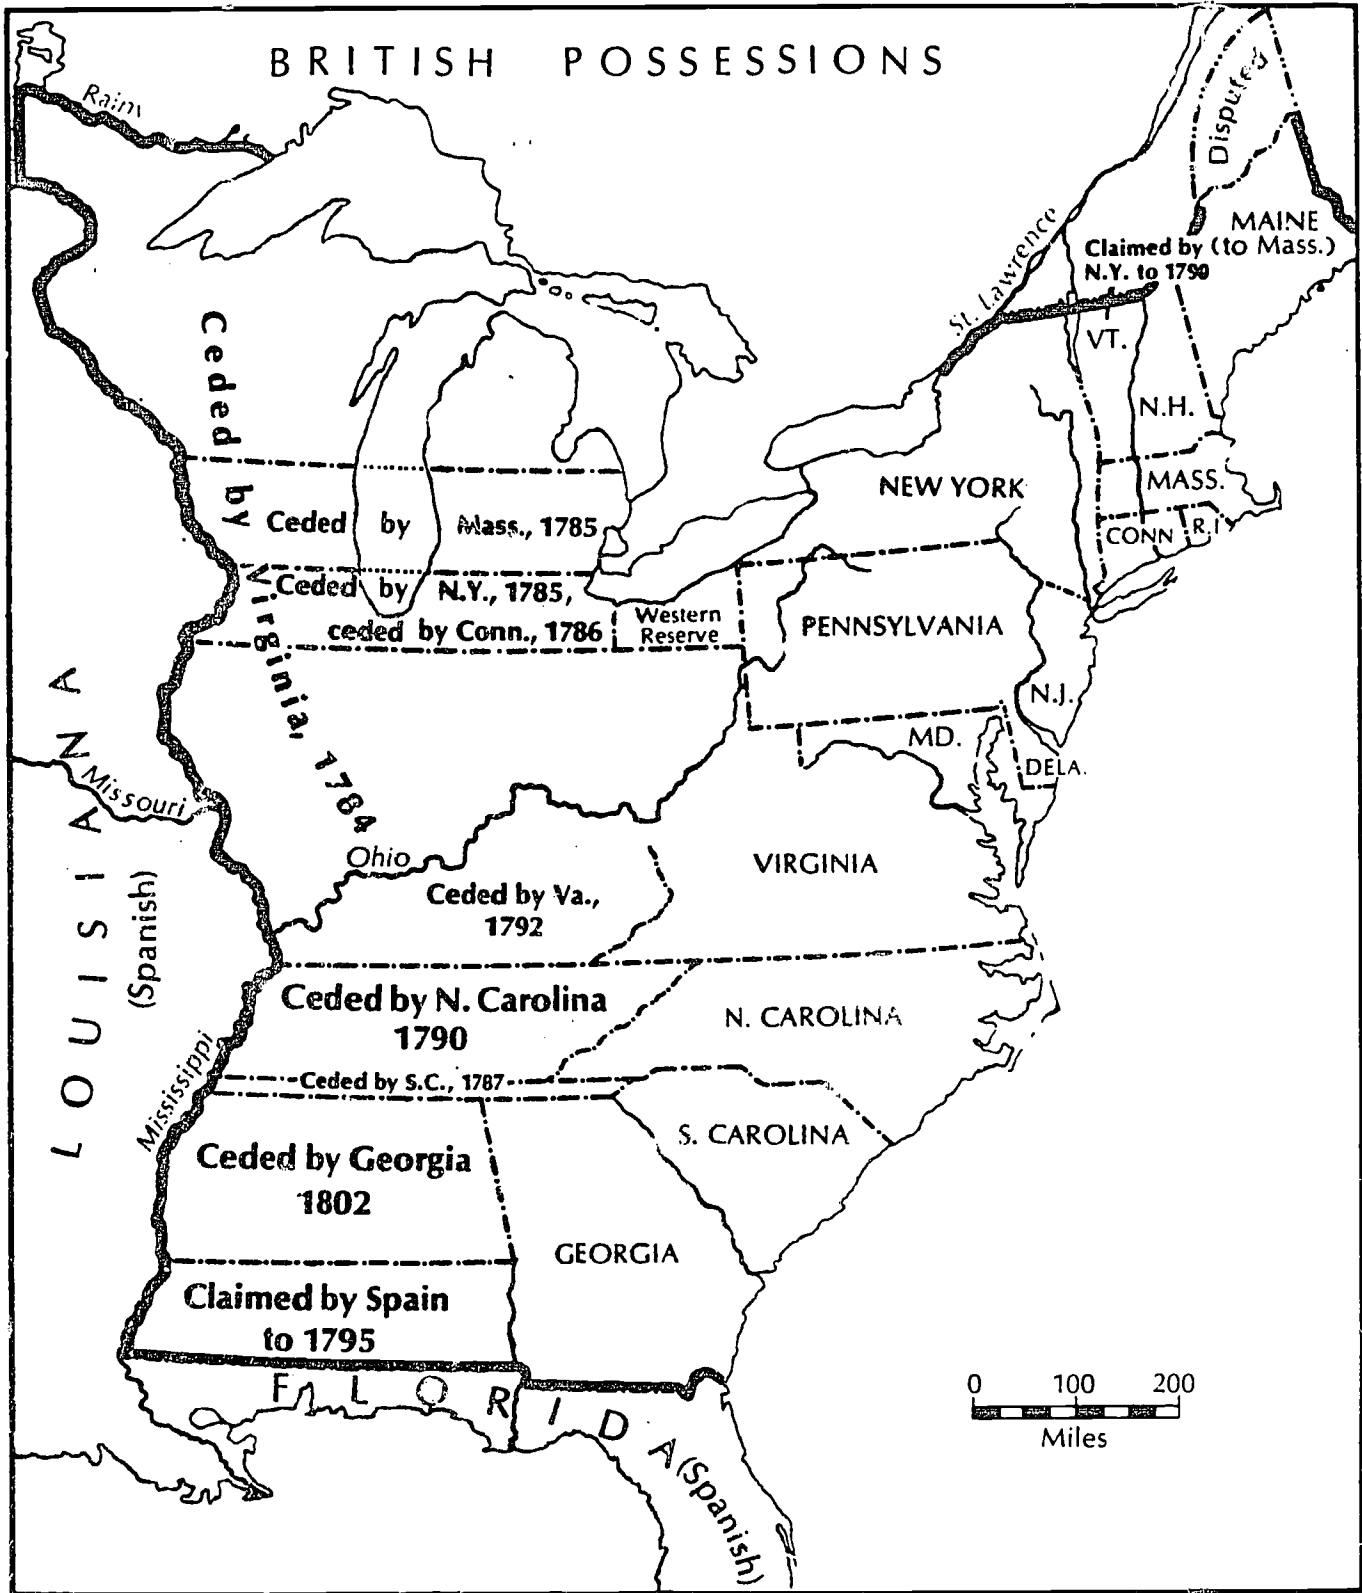 BRITISH POSSESSIONS
Disputed
St. Lawrence
MAINE
(to Mass.)
Claimed by
N.Y. to 1790
VT.
N.H.
MASS.
CONN
R.I
NEW YORK
Ceded by Virginia, 1784
Ceded by Mass., 1785
Ceded by N.Y., 1785,
ceded by Conn., 1786
Western
Reserve
PENNSYLVANIA
N.J.
MD.
DELA.
LOUISIANA
(Spanish)
Missouri
Ohio
VIRGINIA
Ceded by Va.,
1792
Ceded by N. Carolina
1790
N. CAROLINA
Mississippi
Ceded by S.C., 1787
S. CAROLINA
Ceded by Georgia
1802
GEORGIA
Claimed by Spain
to 1795
FLORIDA
(Spanish)
0 100 200
Miles